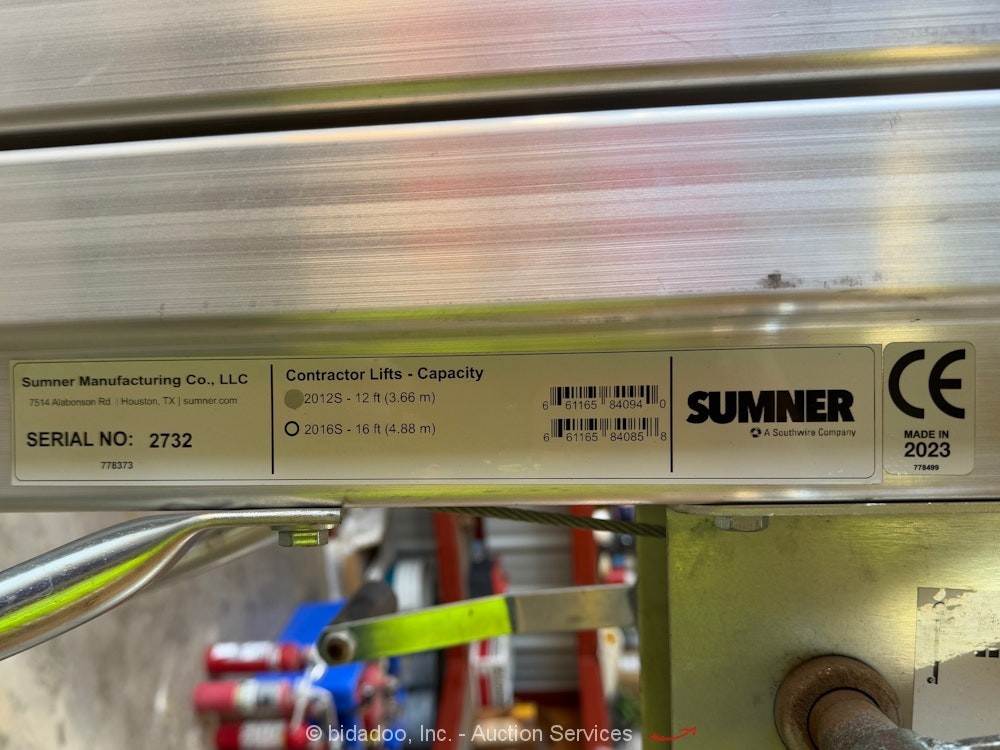 Sumner Manufacturing Co., LLC
7514 Alabonson Rd | Houston, TX | sumner.com
SERIAL NO: 2732
778373
Contractor Lifts - Capacity
2012S - 12 ft (3.66 m)
6 61165 84094 0
2016S - 16 ft (4.88 m)
6 61165 84085 8
SUMNER
A Southwire Company
CE
MADE IN
2023
778499
© bidadoo, Inc. - Auction Services